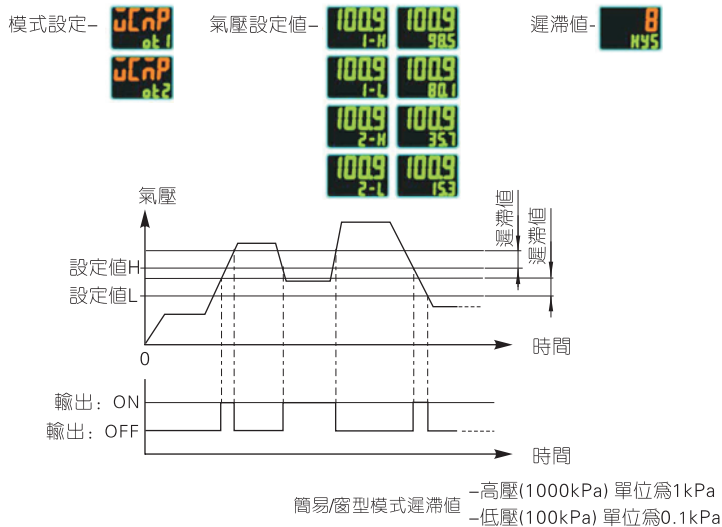 模式設定– uCnP ot1
uCnP ot2
氣壓設定值– 100.9 1-H 100.9 98.5
100.9 1-L 100.9 80.1
100.9 2-H 100.9 35.7
100.9 2-L 100.9 15.3
遲滯值- 8 HYS
氣壓
遲滯值
遲滯值
設定值H
設定值L
0
時間
輸出：ON
輸出：OFF
時間
簡易/窗型模式遲滯值
–高壓(1000kPa) 單位爲1kPa
–低壓(100kPa) 單位爲0.1kPa